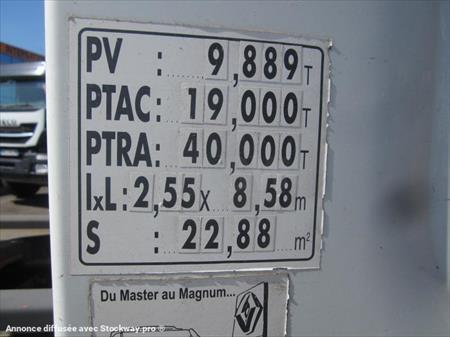 PV : 9,889 T
PTAC : 19,000 T
PTRA : 40,000 T
lxL : 2,55 x 8,58 m
S : 22,88 m²
Du Master au Magnum...
Annonce diffusée avec Stockway.pro ®